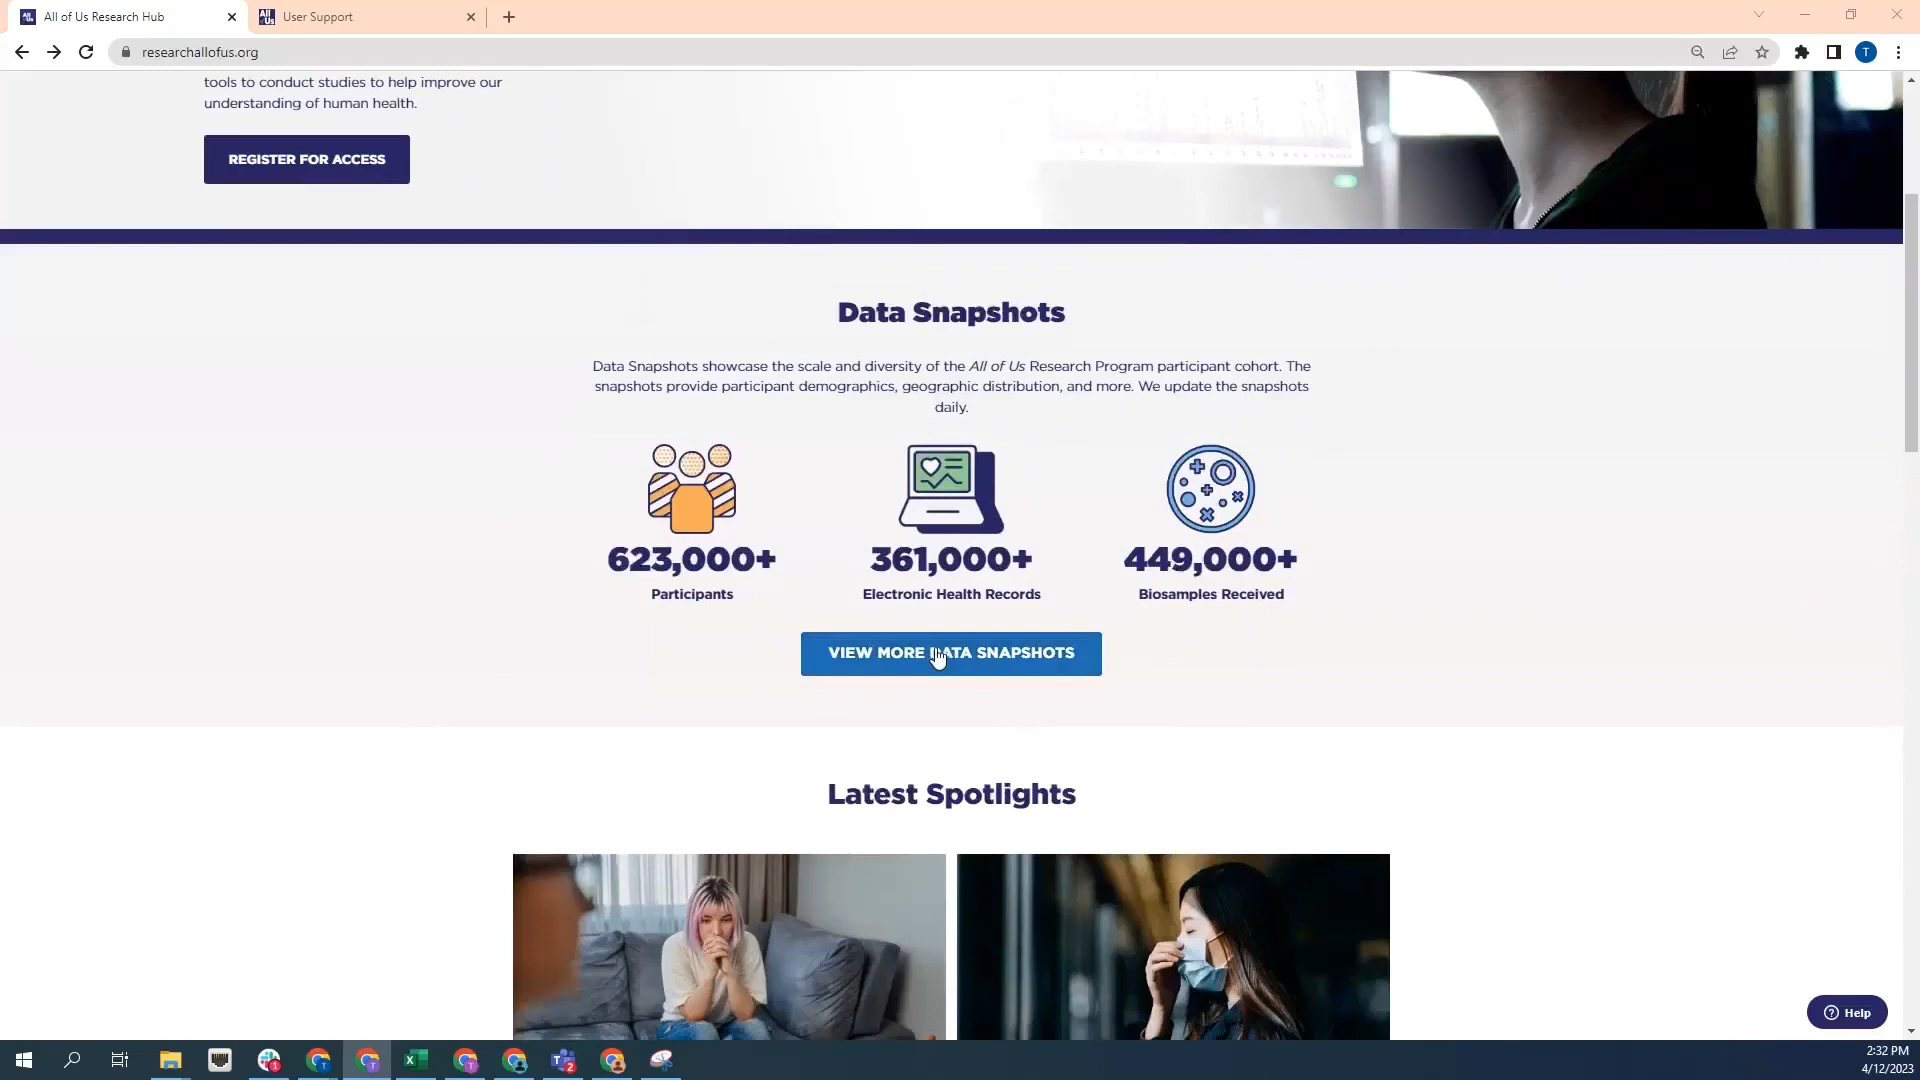 All of Us Research Hub
All of Us
User Support
researchallofus.org
T
tools to conduct studies to help improve our
understanding of human health.
REGISTER FOR ACCESS
Data Snapshots
Data Snapshots showcase the scale and diversity of the All of Us Research Program participant cohort. The
snapshots provide participant demographics, geographic distribution, and more. We update the snapshots
daily.
623,000+ 361,000+ 449,000+
Participants Electronic Health Records Biosamples Received
VIEW MORE DATA SNAPSHOTS
Latest Spotlights
Help
2:32 PM
4/12/2023